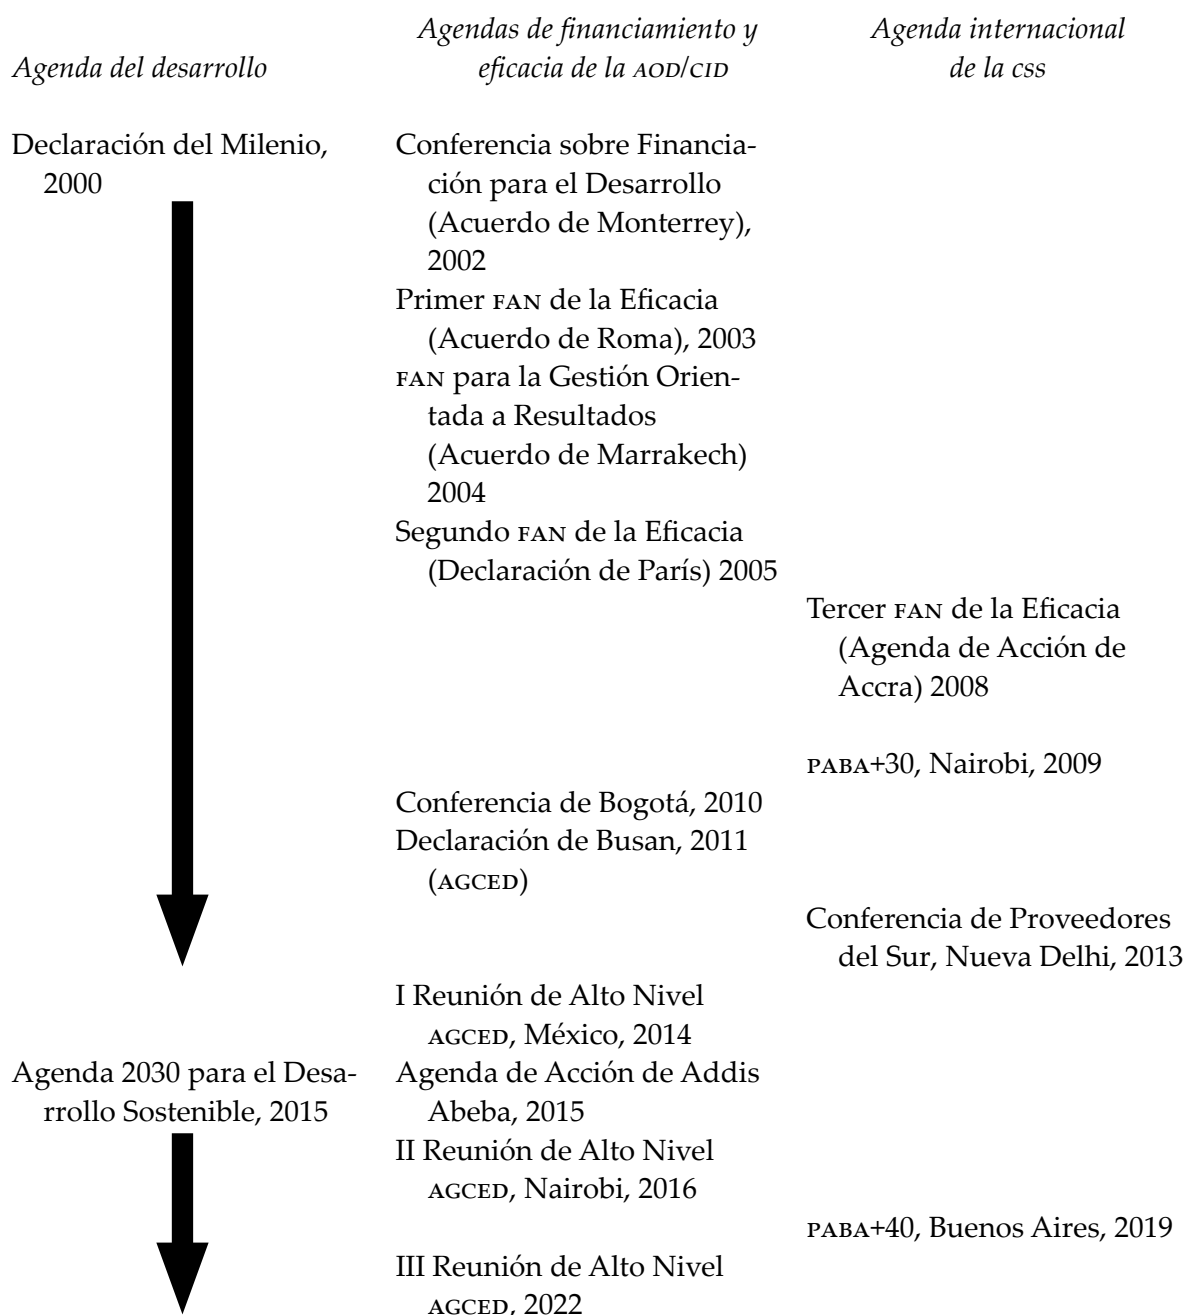 Agendas de financiamiento y
eficacia de la AOD/CID
Agenda internacional
de la CSS
Agenda del desarrollo
Declaración del Milenio,
2000
Conferencia sobre Financia-
ción para el Desarrollo
(Acuerdo de Monterrey),
2002
Primer FAN de la Eficacia
(Acuerdo de Roma), 2003
FAN para la Gestión Orien-
tada a Resultados
(Acuerdo de Marrakech)
2004
Segundo FAN de la Eficacia
(Declaración de París) 2005
Tercer FAN de la Eficacia
(Agenda de Acción de
Accra) 2008
PABA+30, Nairobi, 2009
Conferencia de Bogotá, 2010
Declaración de Busan, 2011
(AGCED)
Conferencia de Proveedores
del Sur, Nueva Delhi, 2013
I Reunión de Alto Nivel
AGCED, México, 2014
Agenda 2030 para el Desa-
rrollo Sostenible, 2015
Agenda de Acción de Addis
Abeba, 2015
II Reunión de Alto Nivel
AGCED, Nairobi, 2016
PABA+40, Buenos Aires, 2019
III Reunión de Alto Nivel
AGCED, 2022